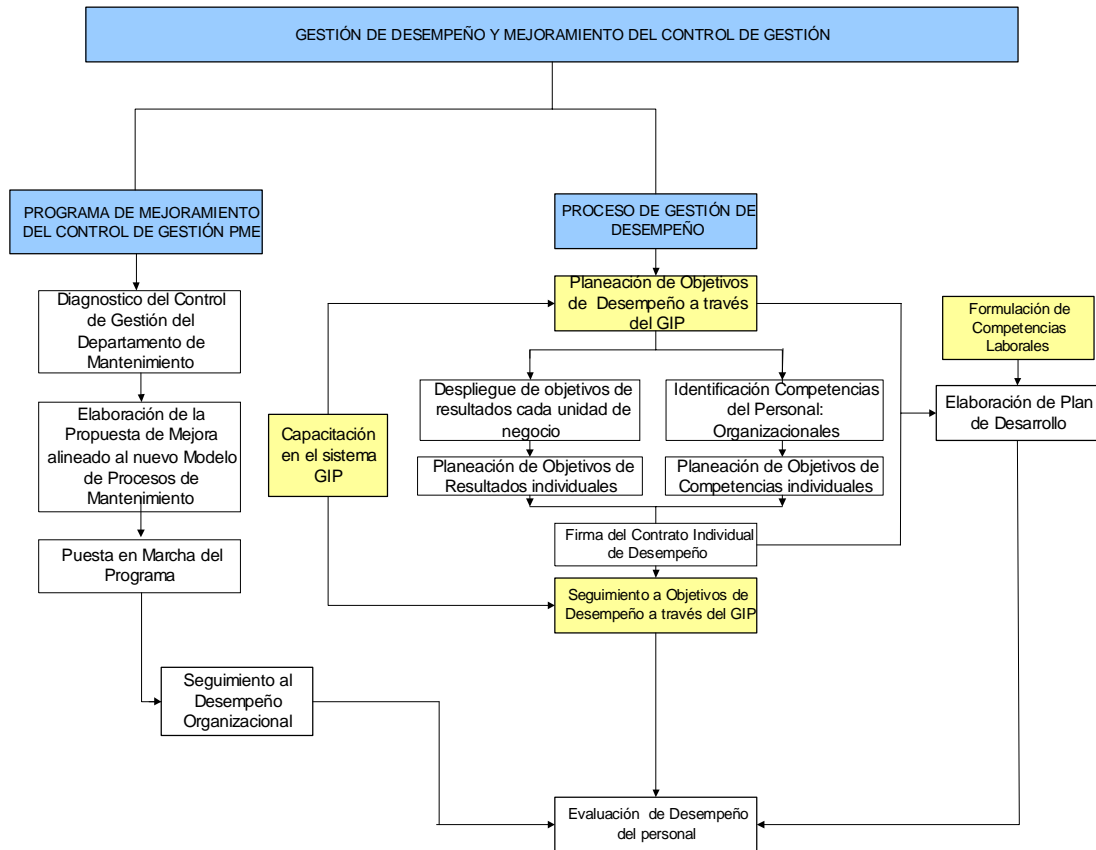 GESTIÓN DE DESEMPEÑO Y MEJORAMIENTO DEL CONTROL DE GESTIÓN
PROGRAMA DE MEJORAMIENTO
DEL CONTROL DE GESTIÓN PME
PROCESO DE GESTIÓN DE
DESEMPEÑO
Diagnostico del Control
de Gestión del
Departamento de
Mantenimiento
Elaboración de la
Propuesta de Mejora
alineado al nuevo Modelo
de Procesos de
Mantenimiento
Puesta en Marcha del
Programa
Seguimiento al
Desempeño
Organizacional
Capacitación
en el sistema
GIP
Planeación de Objetivos
de Desempeño a través
del GIP
Despliegue de objetivos de
resultados cada unidad de
negocio
Identificación Competencias
del Personal:
Organizacionales
Planeación de Objetivos de
Resultados individuales
Planeación de Objetivos de
Competencias individuales
Firma del Contrato Individual
de Desempeño
Seguimiento a Objetivos de
Desempeño a través del GIP
Formulación de
Competencias
Laborales
Elaboración de Plan
de Desarrollo
Evaluación de Desempeño
del personal